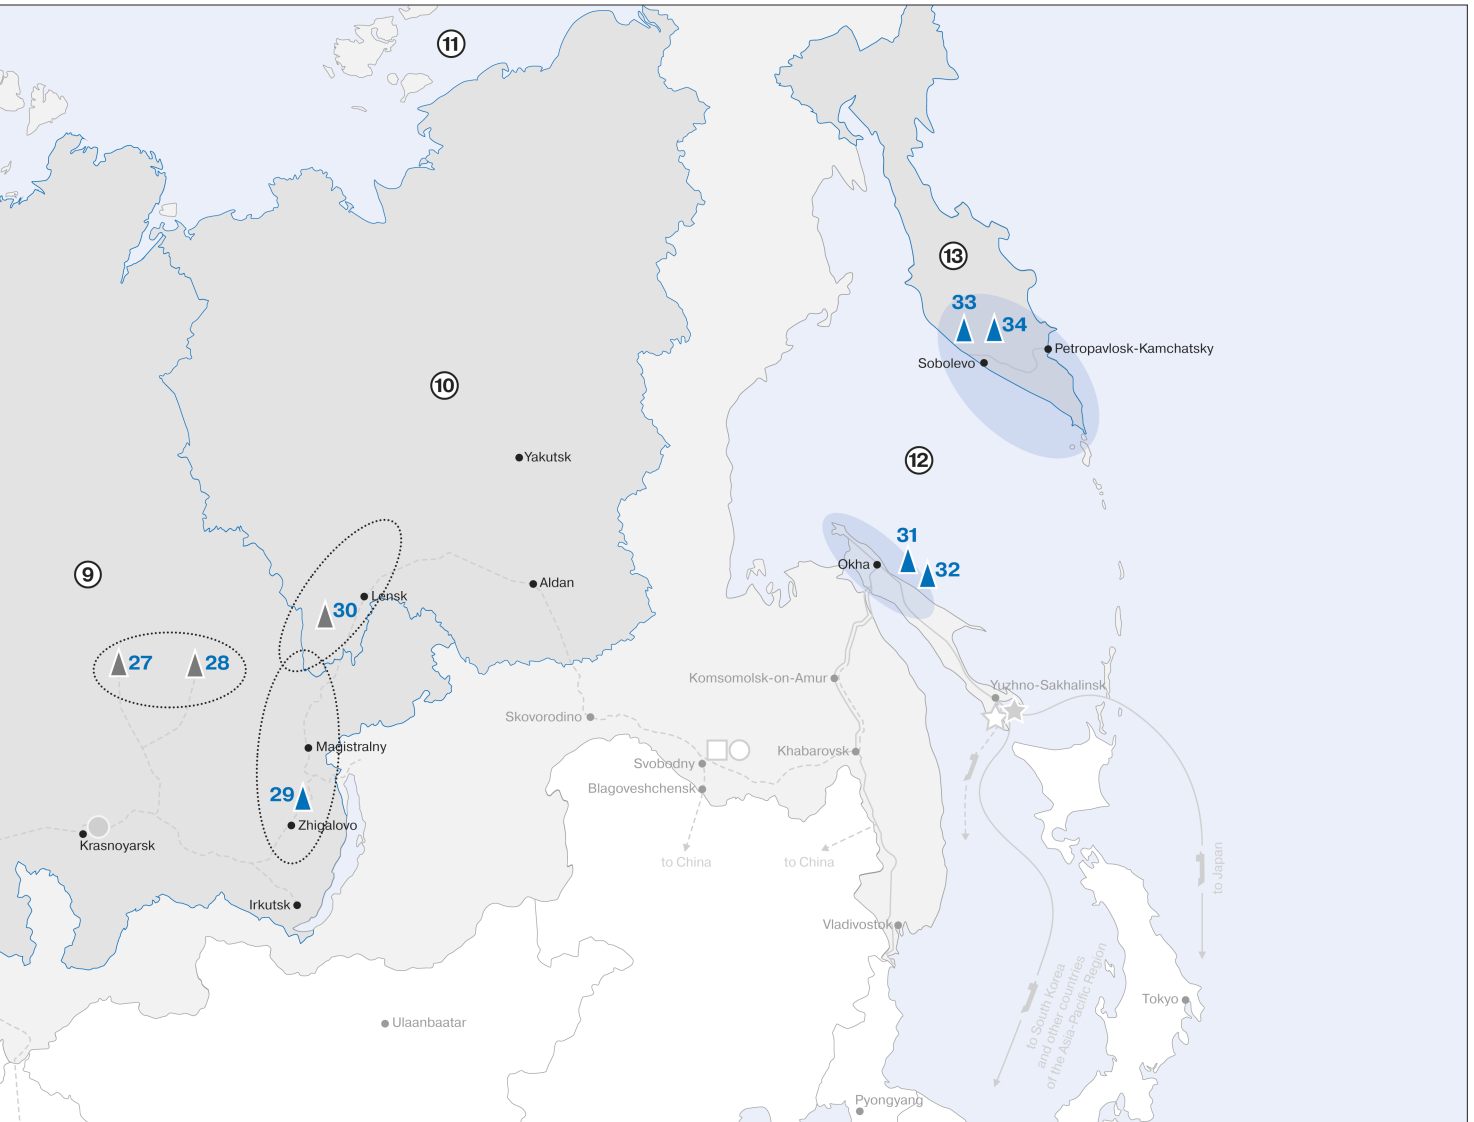 11
13
33
34
Petropavlosk-Kamchatsky
Sobolevo
10
Yakutsk
12
31
Okha
32
9
Aldan
Lensk
30
27
28
Komsomolsk-on-Amur
Yuzhno-Sakhalinsk
Skovorodino
Magistralny
Khabarovsk
Svobodny
Blagoveshchensk
29
Zhigalovo
Krasnoyarsk
to China
to China
to Japan
Irkutsk
Vladivostok
to South Korea
and other countries
of the Asia-Pacific Region
Tokyo
Ulaanbaatar
Pyongyang